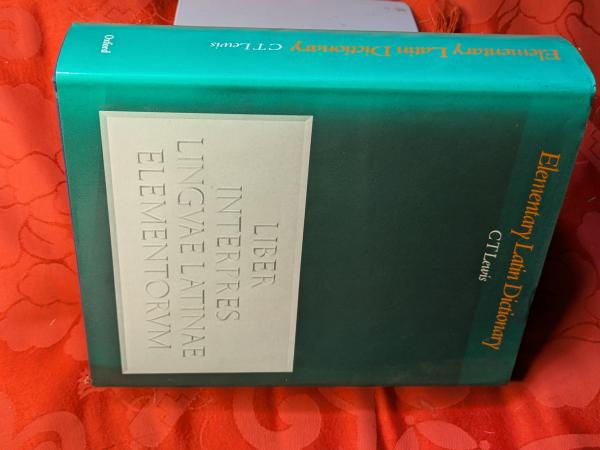 Elementary Latin Dictionary
C T Lewis
LIBER
INTERPRES
LINGVAE LATINAE
ELEMENTORVM
Elementary Latin Dictionary
C T Lewis
Oxford